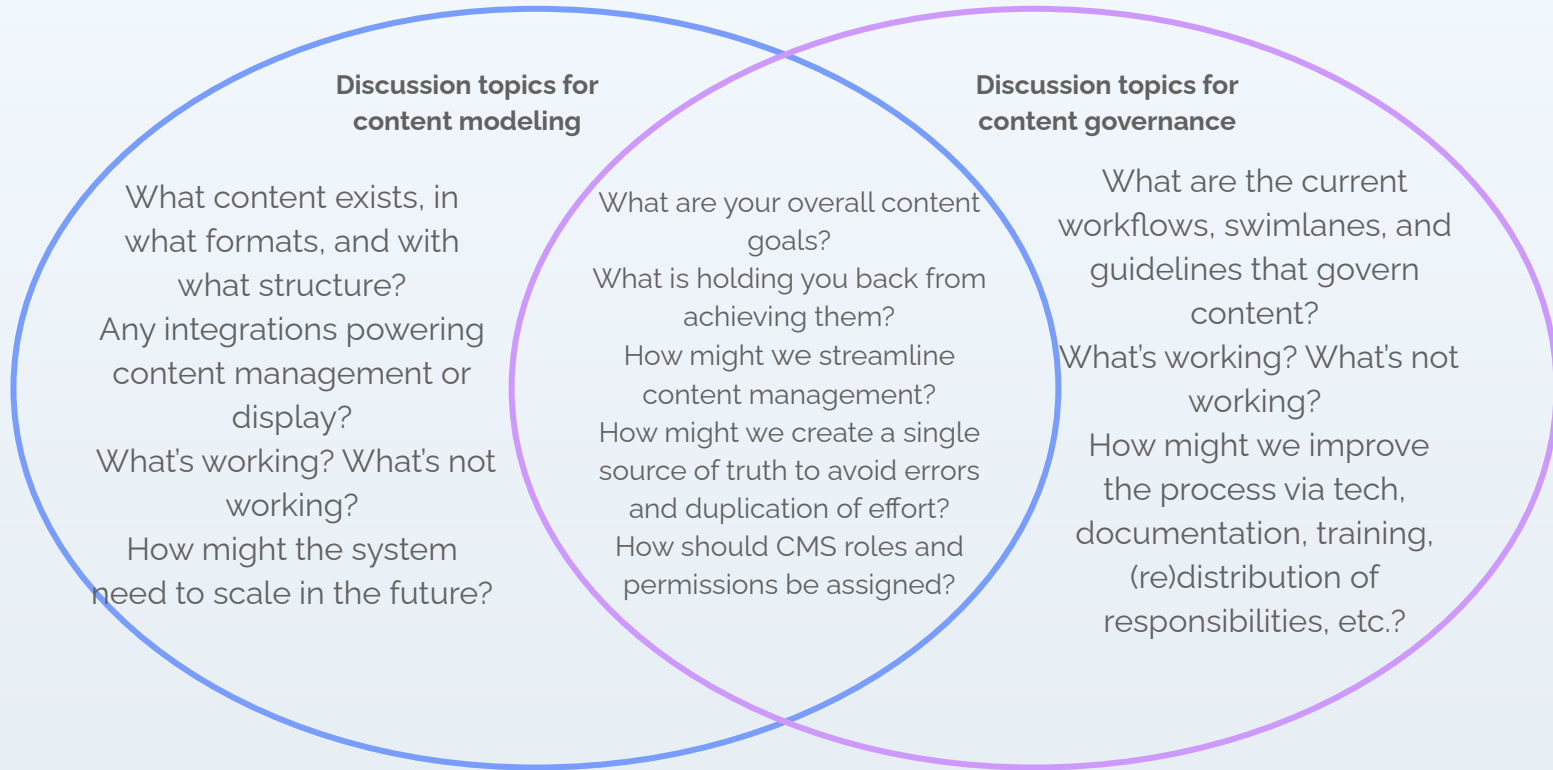 Discussion topics for
content modeling
What content exists, in
what formats, and with
what structure?
Any integrations powering
content management or
display?
What's working? What's not
working?
How might the system
need to scale in the future?
What are your overall content
goals?
What is holding you back from
achieving them?
How might we streamline
content management?
How might we create a single
source of truth to avoid errors
and duplication of effort?
How should CMS roles and
permissions be assigned?
Discussion topics for
content governance
What are the current
workflows, swimlanes, and
guidelines that govern
content?
What's working? What's not
working?
How might we improve
the process via tech,
documentation, training,
(re)distribution of
responsibilities, etc.?